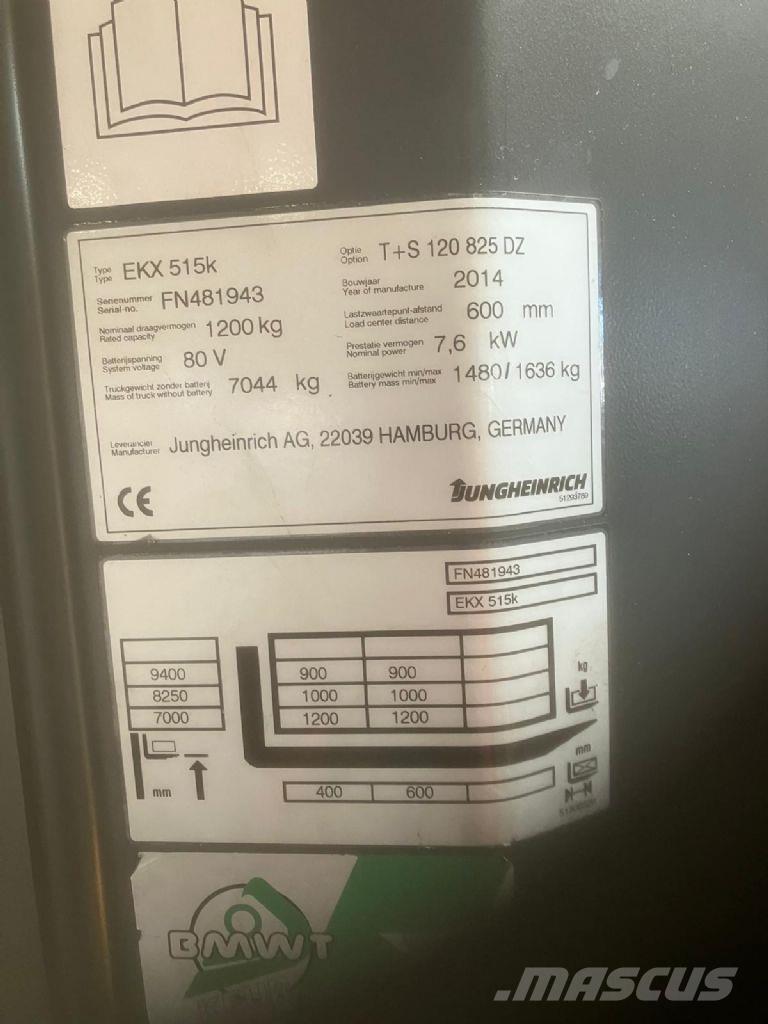 Type
Type EKX 515k
Optie
Option T+S 120 825 DZ
Serienummer
Serial-no. FN481943
Bouwjaar
Year of manufacture 2014
Nominaal draagvermogen
Rated capacity 1200 kg
Lastzwaartepunt-afstand
Load center distance 600 mm
Batterijspanning
System voltage 80 V
Prestatie vermogen
Nominal power 7,6 kW
Truckgewicht zonder batterij
Mass of truck without battery 7044 kg
Batterijgewicht min/max
Battery mass min/max 1480/1636 kg
Leverancier
Manufacturer Jungheinrich AG, 22039 HAMBURG, GERMANY
CE
JUNGHEINRICH
51293769
FN481943
EKX 515k
kg
9400 900 900
8250 1000 1000
7000 1200 1200
mm
mm
400 600
BMWT
MASCUS